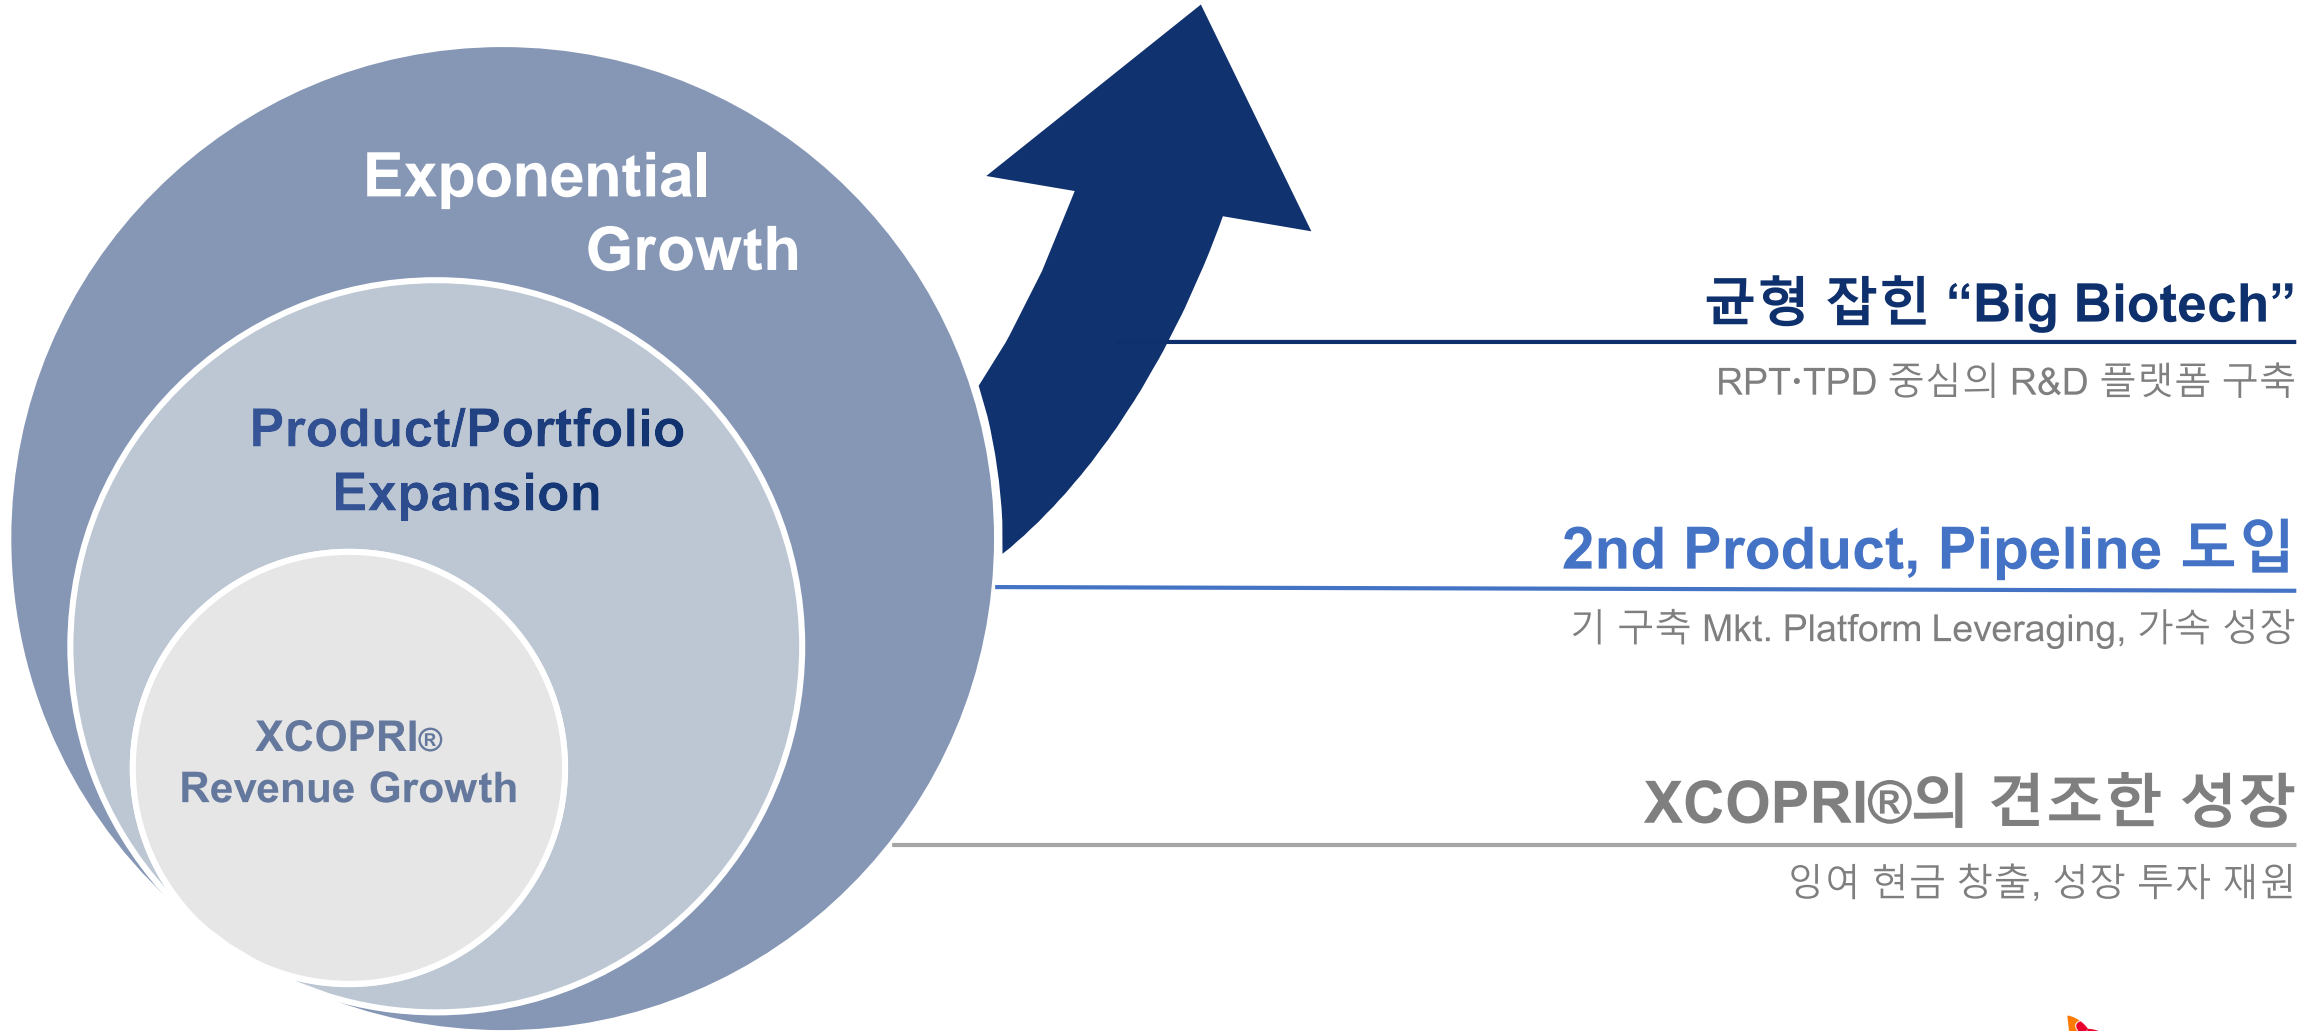 Exponential
Growth
Product/Portfolio
Expansion
XCOPRI®
Revenue Growth
균형 잡힌 “Big Biotech”
RPT·TPD 중심의 R&D 플랫폼 구축
2nd Product, Pipeline 도입
기 구축 Mkt. Platform Leveraging, 가속 성장
XCOPRI®의 견조한 성장
잉여 현금 창출, 성장 투자 재원